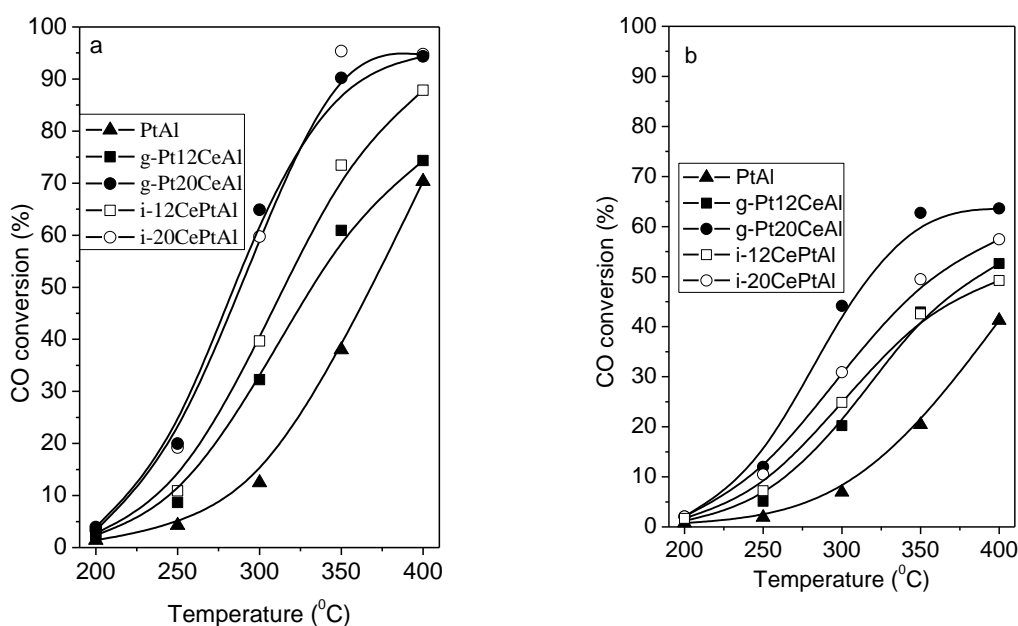 a
100
90
80
70
60
50
40
30
20
10
0
CO conversion (%)
PtAl
g-Pt12CeAl
g-Pt20CeAl
i-12CePtAl
i-20CePtAl
200 250 300 350 400
Temperature (⁰C)
b
100
90
80
70
60
50
40
30
20
10
0
CO conversion (%)
PtAl
g-Pt12CeAl
g-Pt20CeAl
i-12CePtAl
i-20CePtAl
200 250 300 350 400
Temperature (⁰C)